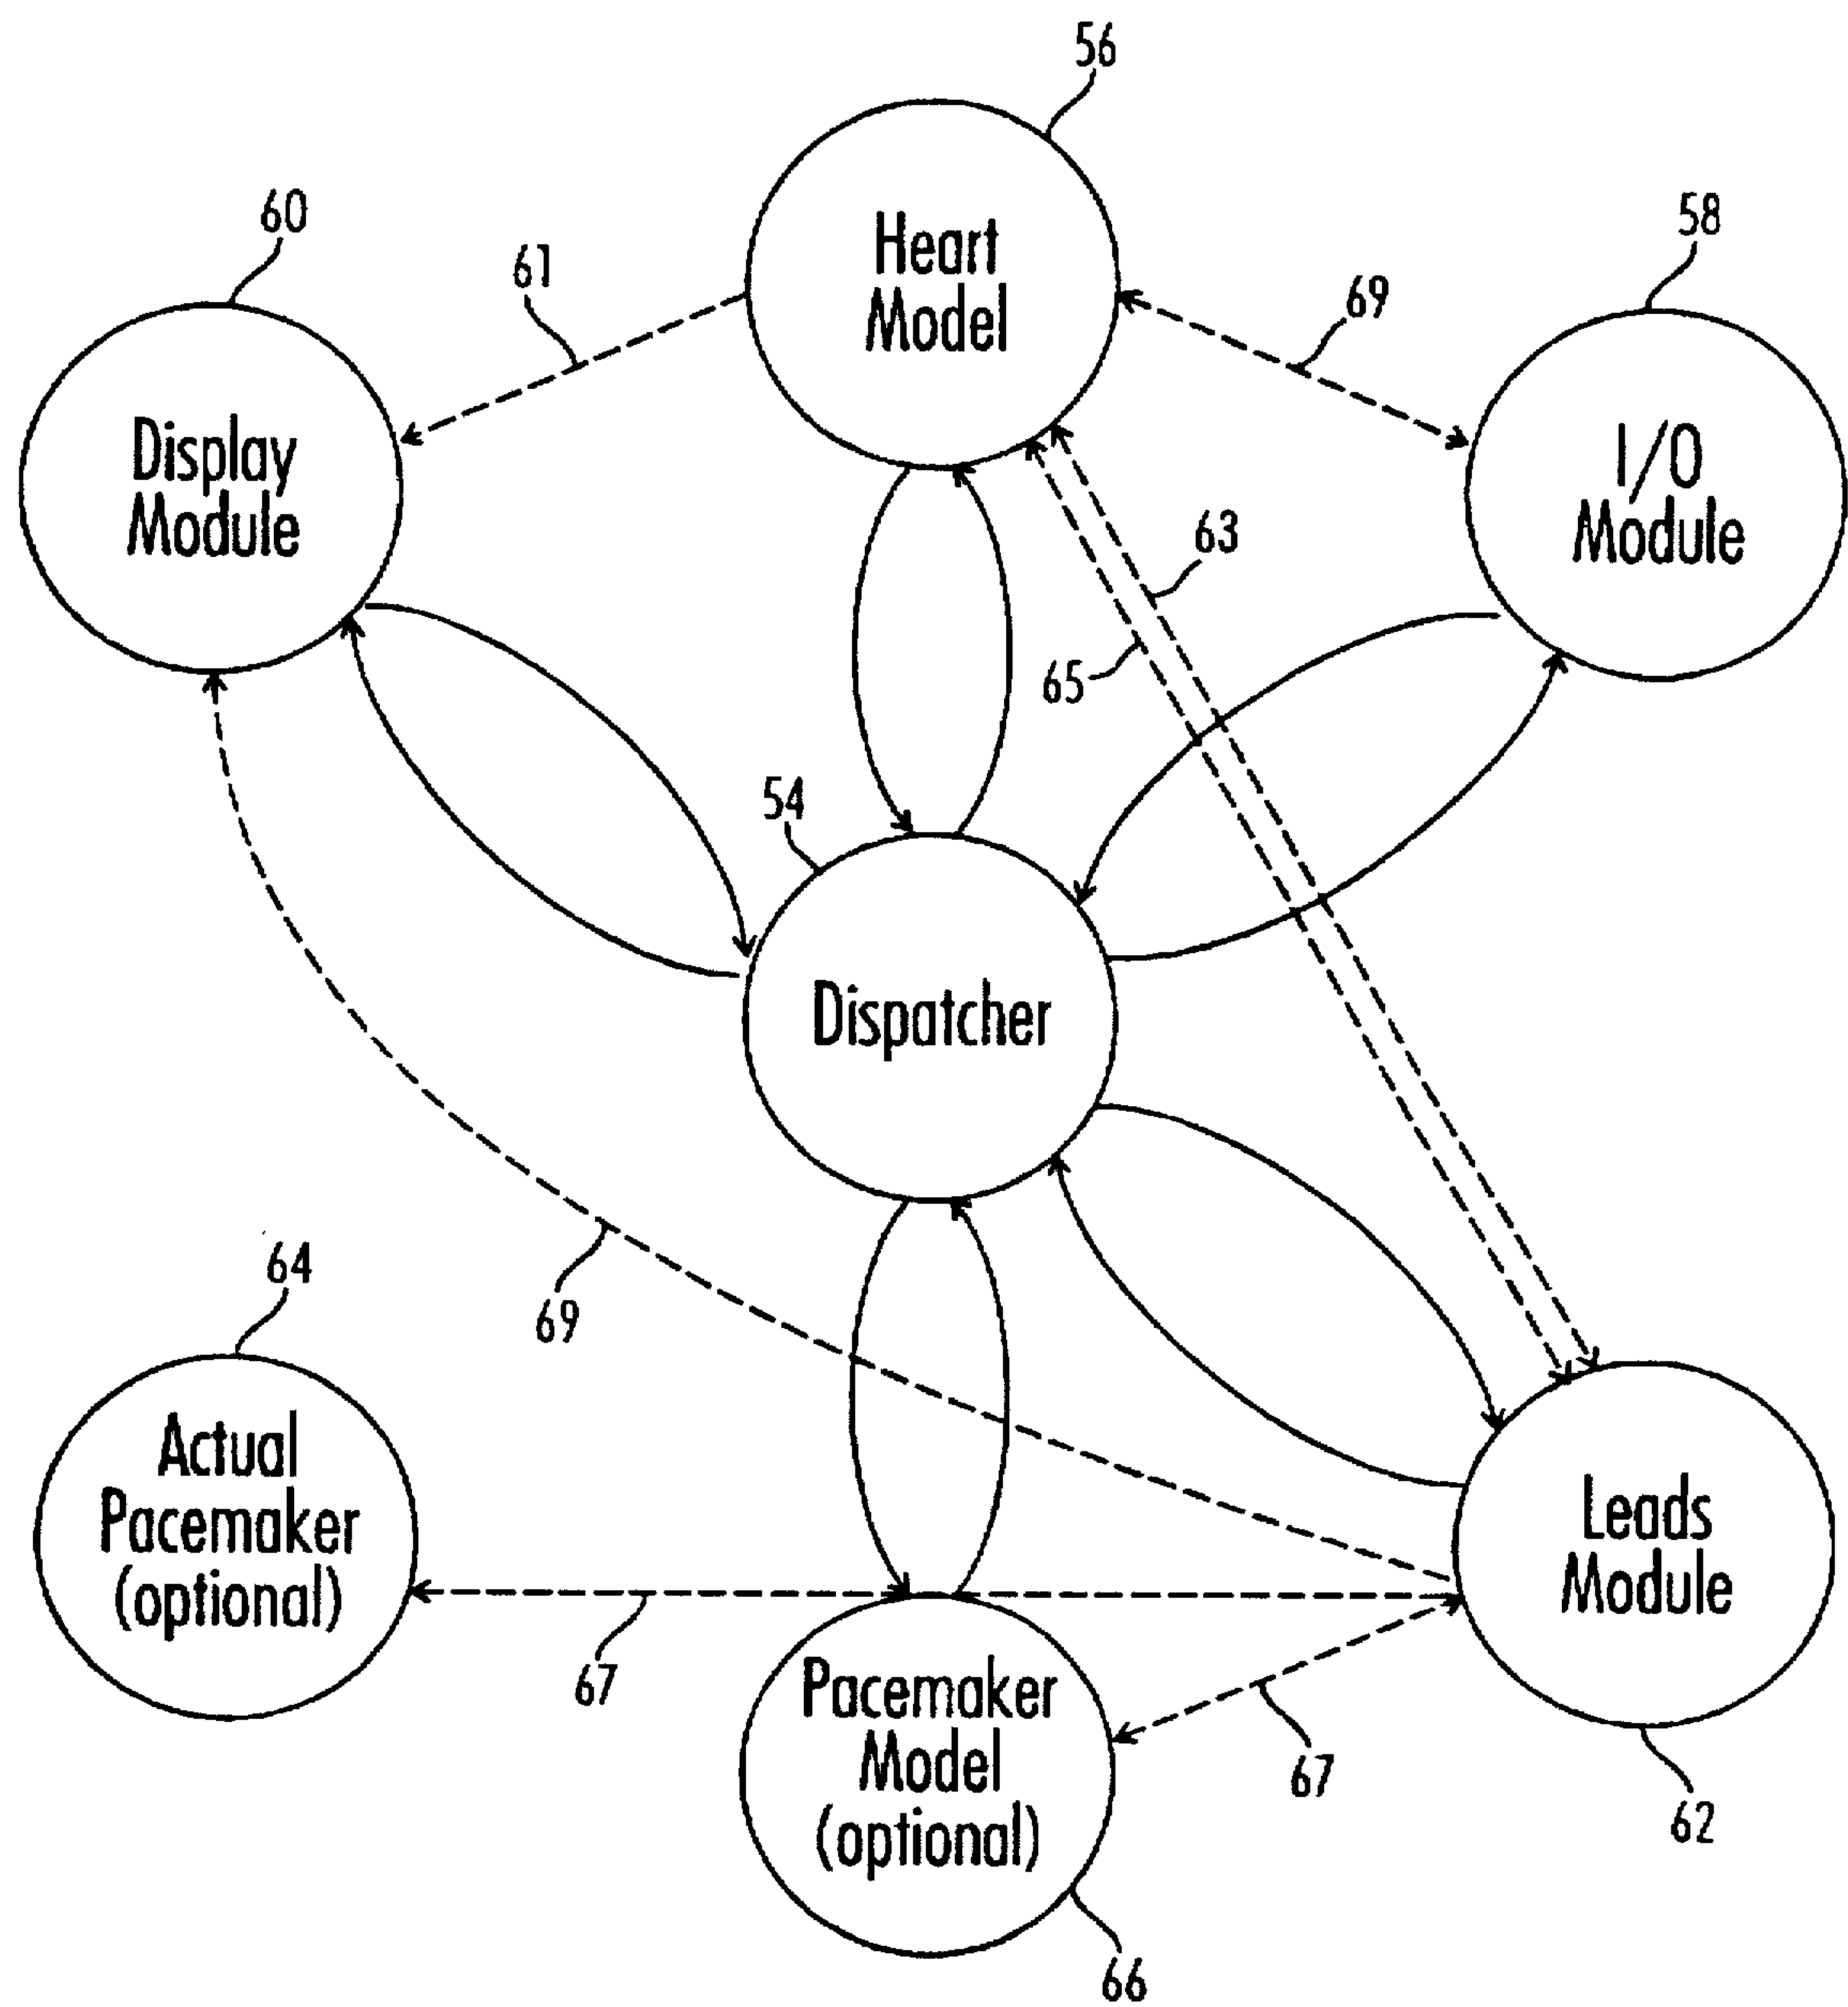 56
60
58
61
Heart
Model
69
Display
Module
I/O
Module
63
65
54
Dispatcher
64
69
Actual
Pacemaker
(optional)
Leads
Module
67
Pacemaker
Model
(optional)
67
62
66